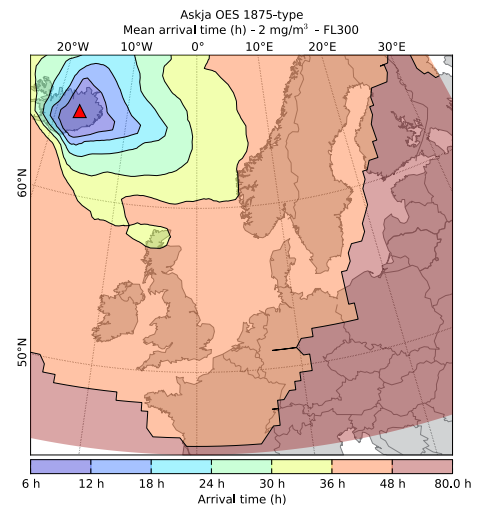 Askja OES 1875-type
Mean arrival time (h) - 2 mg/m³ - FL300
20°W 10°W 0° 10°E 20°E 30°E
60°N
50°N
6 h 12 h 18 h 24 h 30 h 36 h 48 h 80.0 h
Arrival time (h)